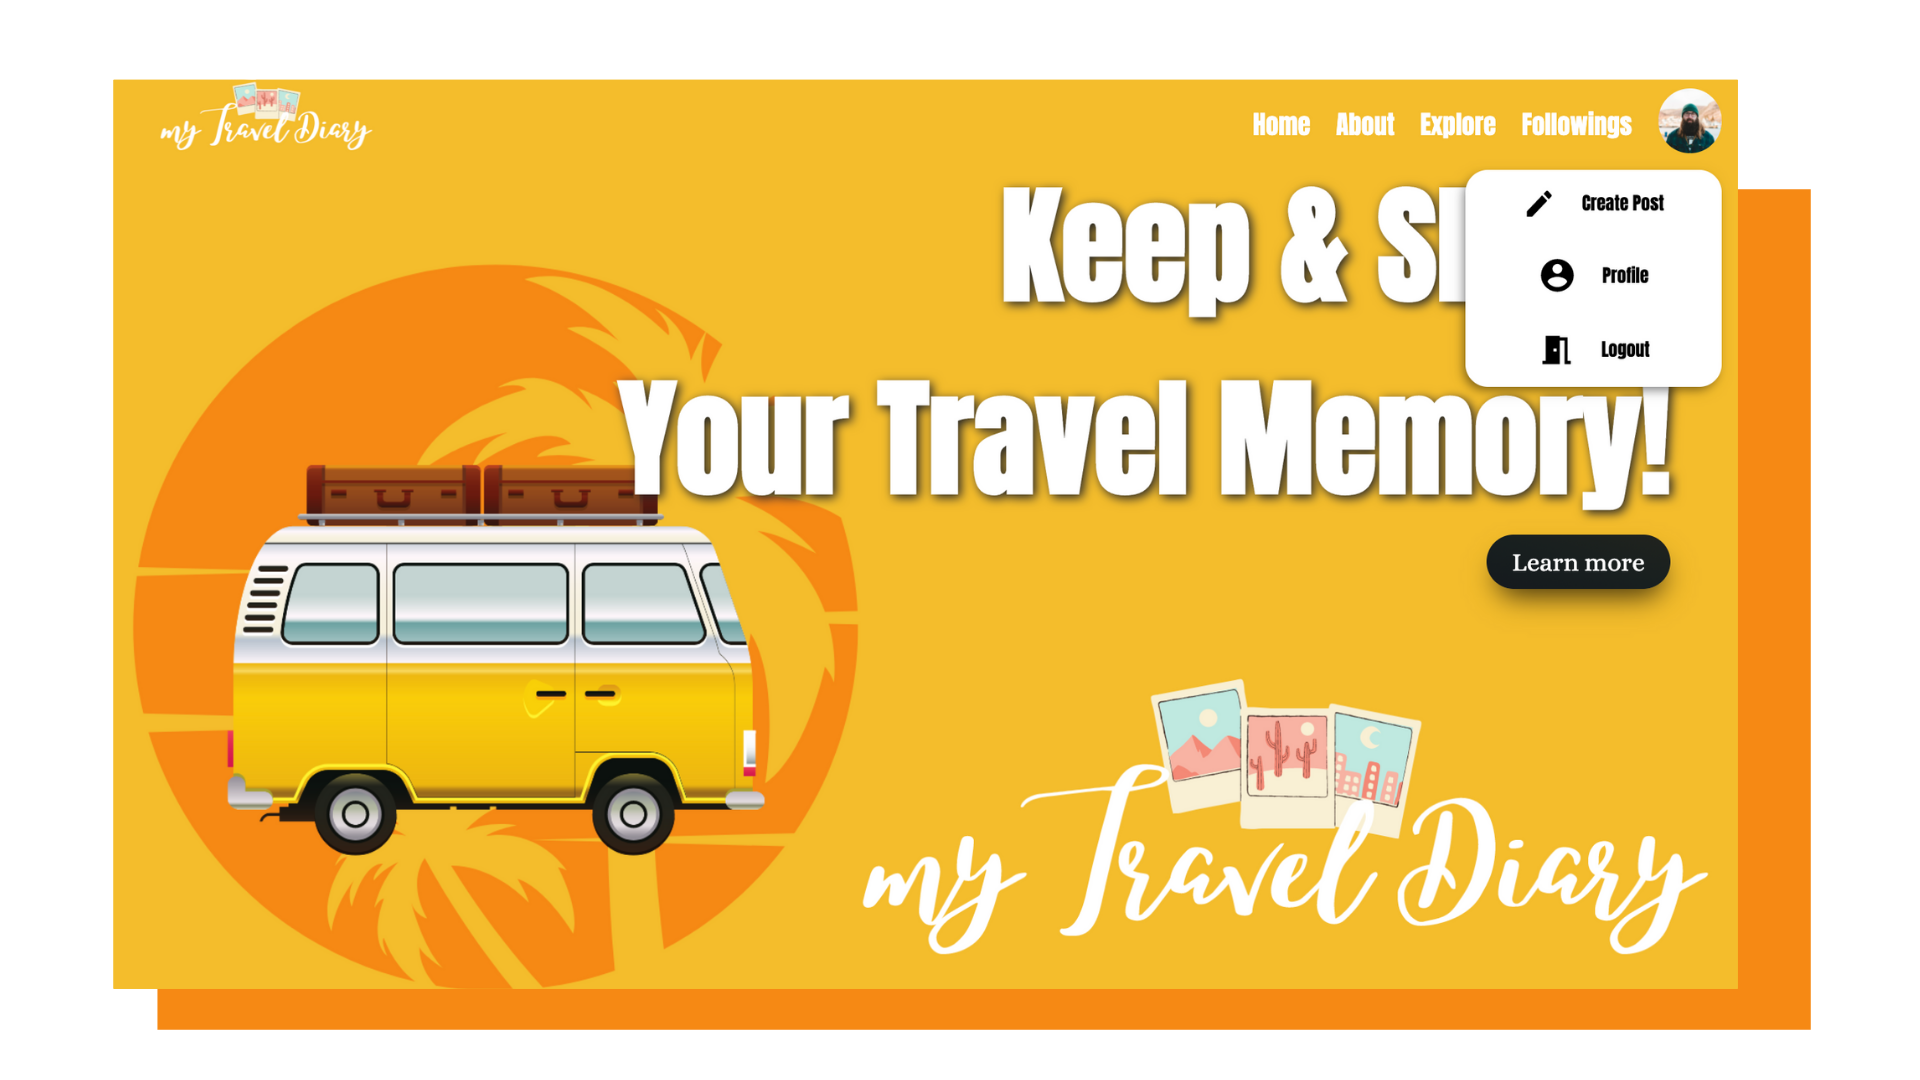 my Travel Diary
Home About Explore Followings
Keep &
Create Post
Profile
Logout
Your Travel Memory!
Learn more
my Travel Diary